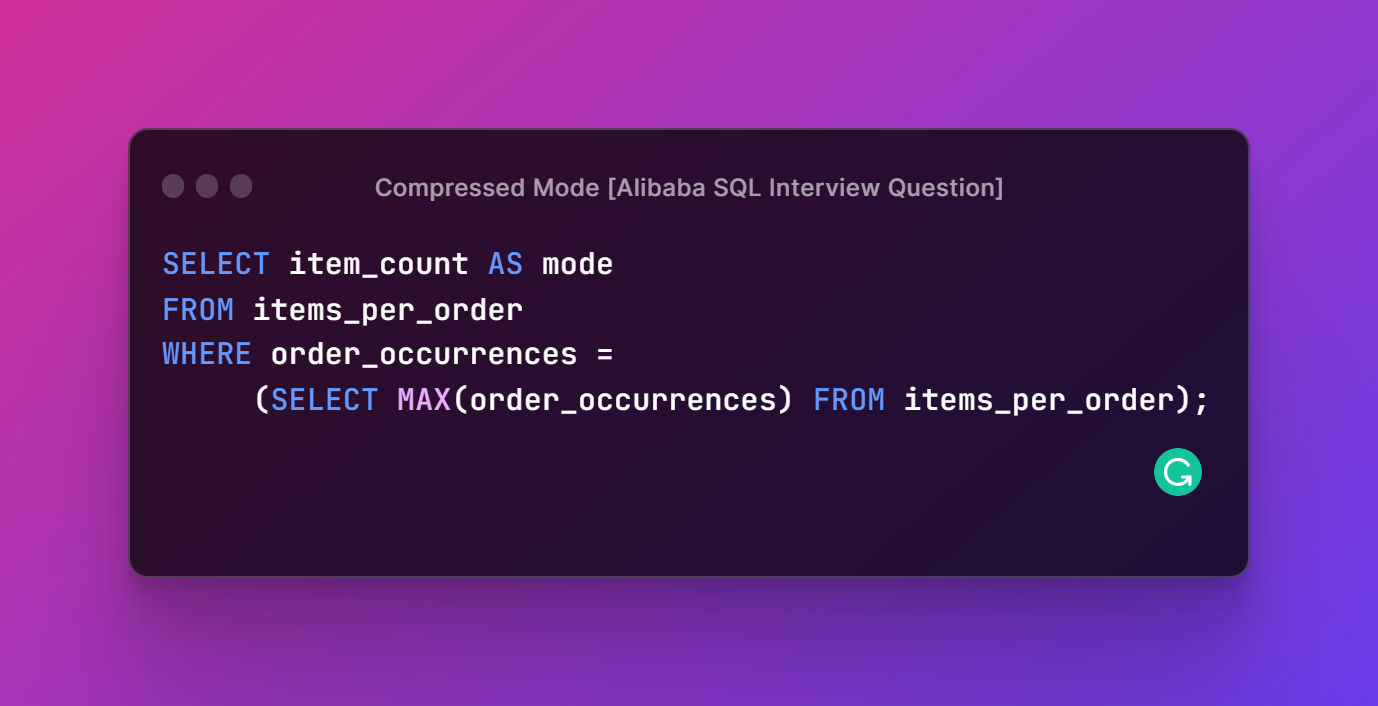 Compressed Mode [Alibaba SQL Interview Question]
SELECT item_count AS mode
FROM items_per_order
WHERE order_occurrences =
(SELECT MAX(order_occurrences) FROM items_per_order);